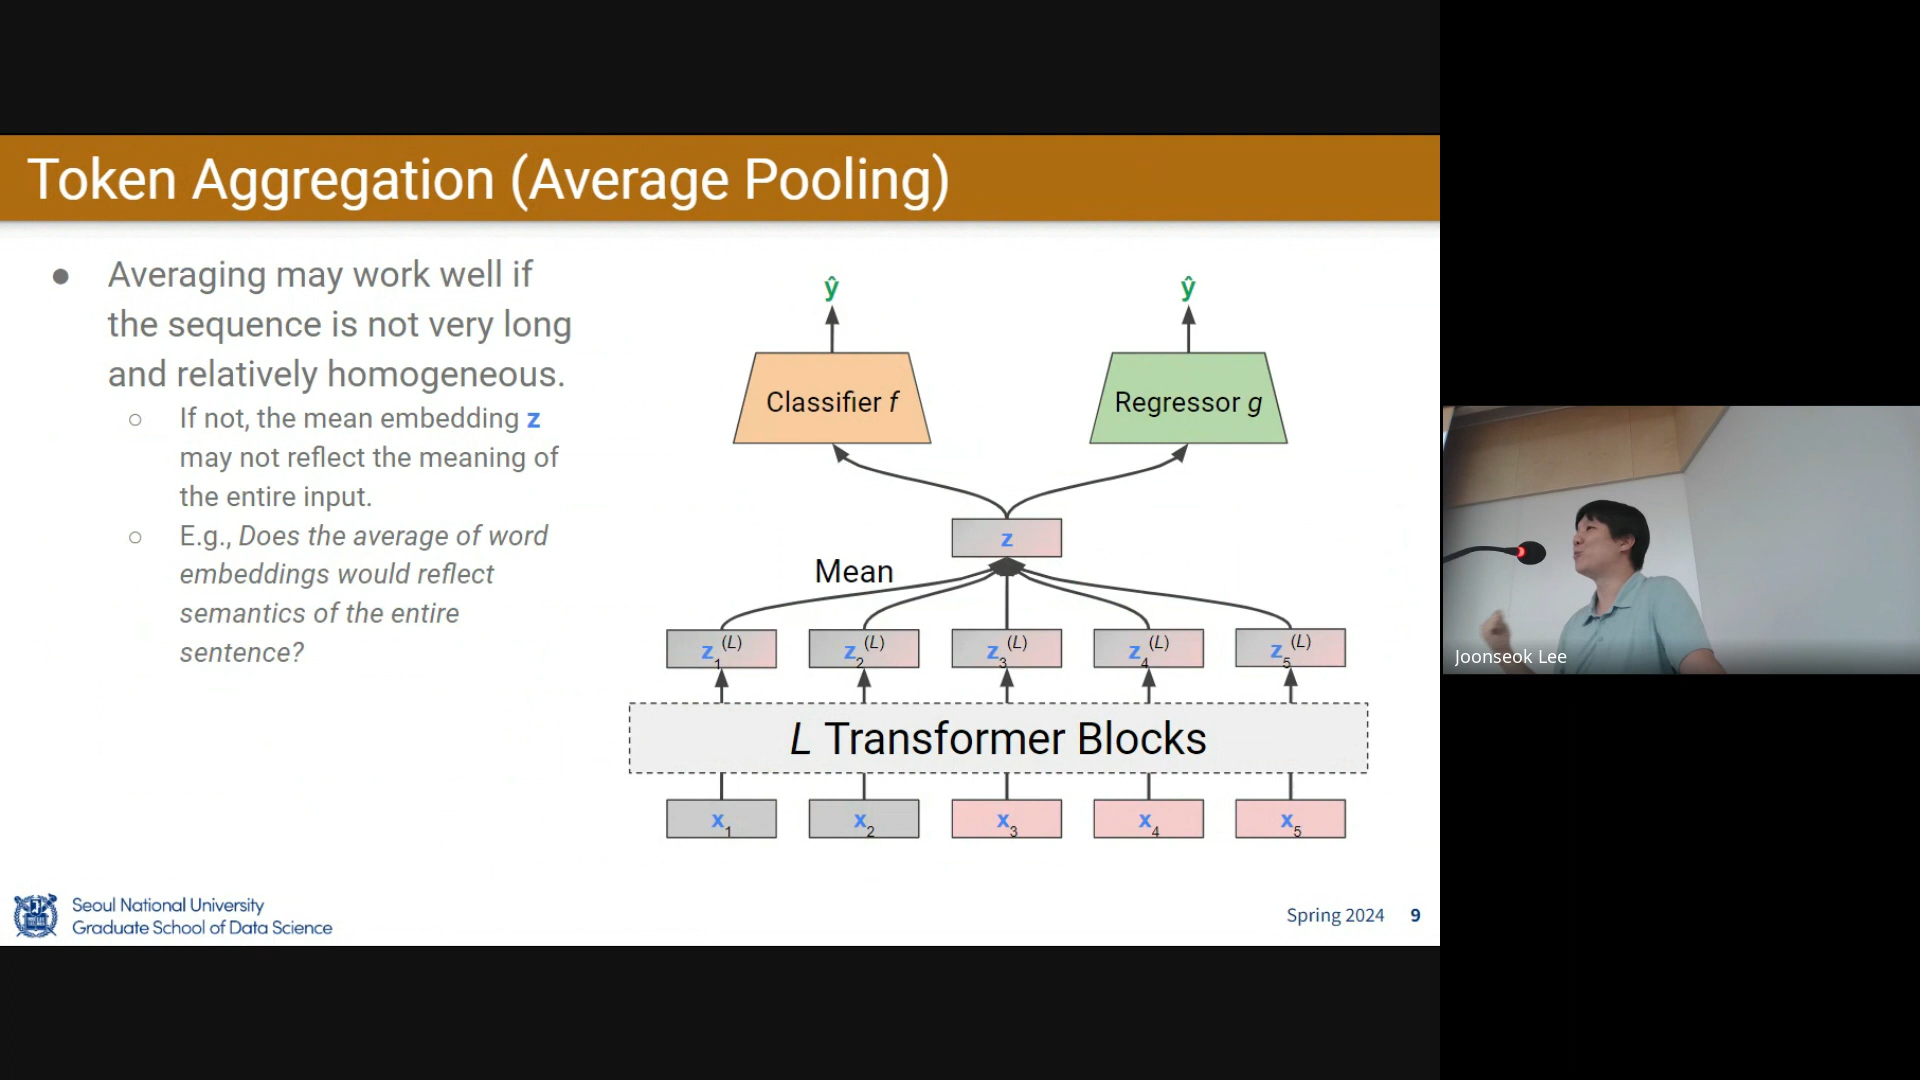 Token Aggregation (Average Pooling)
● Averaging may work well if
the sequence is not very long
and relatively homogeneous.
○ If not, the mean embedding z
may not reflect the meaning of
the entire input.
○ E.g., Does the average of word
embeddings would reflect
semantics of the entire
sentence?
ŷ ŷ
Classifier f Regressor g
z
Mean
z₁⁽ᴸ⁾ z₂⁽ᴸ⁾ z₃⁽ᴸ⁾ z₄⁽ᴸ⁾ z₅⁽ᴸ⁾
L Transformer Blocks
x₁ x₂ x₃ x₄ x₅
Seoul National University
Graduate School of Data Science
Spring 2024 9
Joonseok Lee